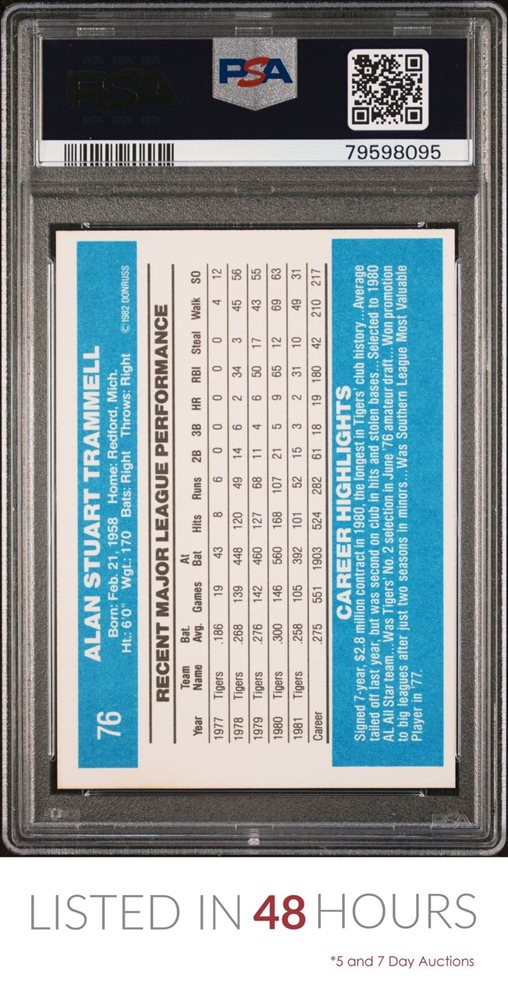 PSA
PSA
79598095
76
ALAN STUART TRAMMELL
Born: Feb. 21, 1958 Home: Redford, Mich.
Ht.: 6'0" Wgt.: 170 Bats: Right Throws: Right ©1982 DONRUSS
RECENT MAJOR LEAGUE PERFORMANCE
Year Team Name Bat. Avg. Games At Bat Hits Runs 2B 3B HR RBI Steal Walk SO
1977 Tigers .186 19 43 8 6 0 0 0 0 0 4 12
1978 Tigers .268 139 448 120 49 14 6 2 34 3 45 56
1979 Tigers .276 142 460 127 68 11 4 6 50 17 43 55
1980 Tigers .300 146 560 168 107 21 5 9 65 12 69 63
1981 Tigers .258 105 392 101 52 15 3 2 31 10 49 31
Career .275 551 1903 524 282 61 18 19 180 42 210 217
CAREER HIGHLIGHTS
Signed 7-year, $2.8 million contract in 1980, the longest in Tigers' club history...Average
tailed off last year, but was second on club in hits and stolen bases...Selected to 1980
AL All Star team...Was Tigers' No. 2 selection in June '76 amateur draft...Won promotion
to big leagues after just two seasons in minors...Was Southern League Most Valuable
Player in '77.
PSA
LISTED IN 48 HOURS
*5 and 7 Day Auctions